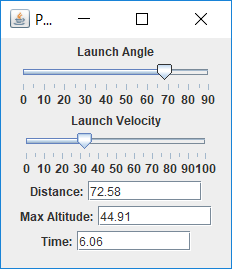 P...
Launch Angle
0 10 20 30 40 50 60 70 80 90
Launch Velocity
0 10 20 30 40 50 60 70 80 90100
Distance: 72.58
Max Altitude: 44.91
Time: 6.06